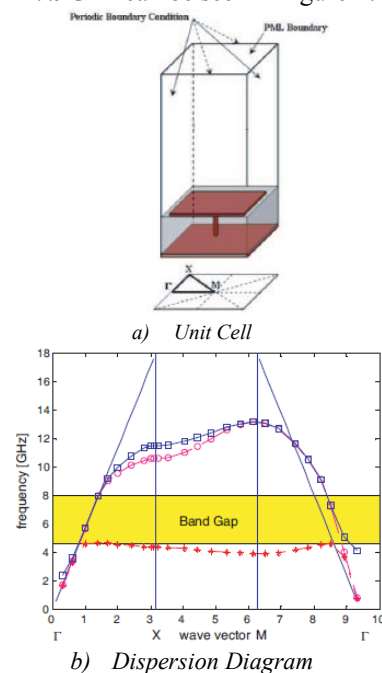 Periodic Boundary Condition
PML Boundary
X
Γ
M
a) Unit Cell
18
16
14
12
10
8
6
4
2
0
frequency [GHz]
Band Gap
0 1 2 3 4 5 6 7 8 9 10
Γ X wave vector M Γ
b) Dispersion Diagram